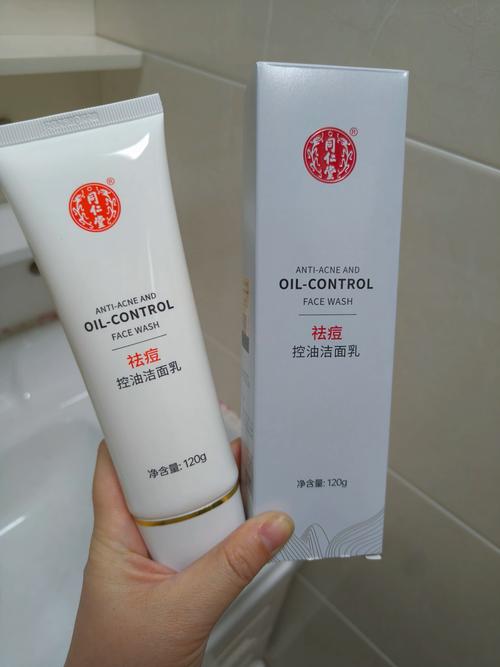 同仁堂
®
ANTI-ACNE AND
OIL-CONTROL
FACE WASH
祛痘
控油洁面乳
净含量: 120g
同仁堂
®
ANTI-ACNE AND
OIL-CONTROL
FACE WASH
祛痘
控油洁面乳
净含量: 120g